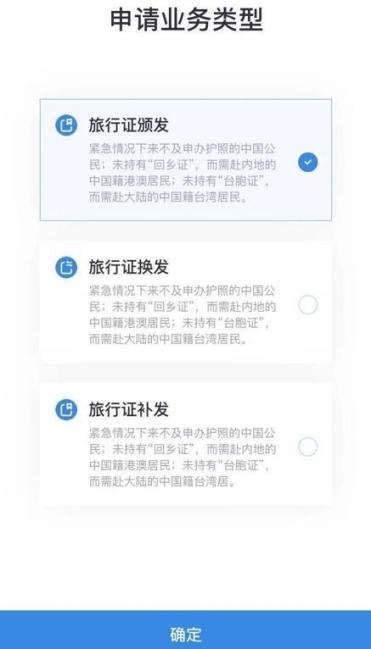 申请业务类型
旅行证颁发
紧急情况下来不及申办护照的中国公
民；未持有“回乡证”，而需赴内地的
中国籍港澳居民；未持有“台胞证”，
而需赴大陆的中国籍台湾居民。
旅行证换发
紧急情况下来不及申办护照的中国公
民；未持有“回乡证”，而需赴内地的
中国籍港澳居民；未持有“台胞证”，
而需赴大陆的中国籍台湾居民。
旅行证补发
紧急情况下来不及申办护照的中国公
民；未持有“回乡证”，而需赴内地的
中国籍港澳居民；未持有“台胞证”，
而需赴大陆的中国籍台湾居。
确定